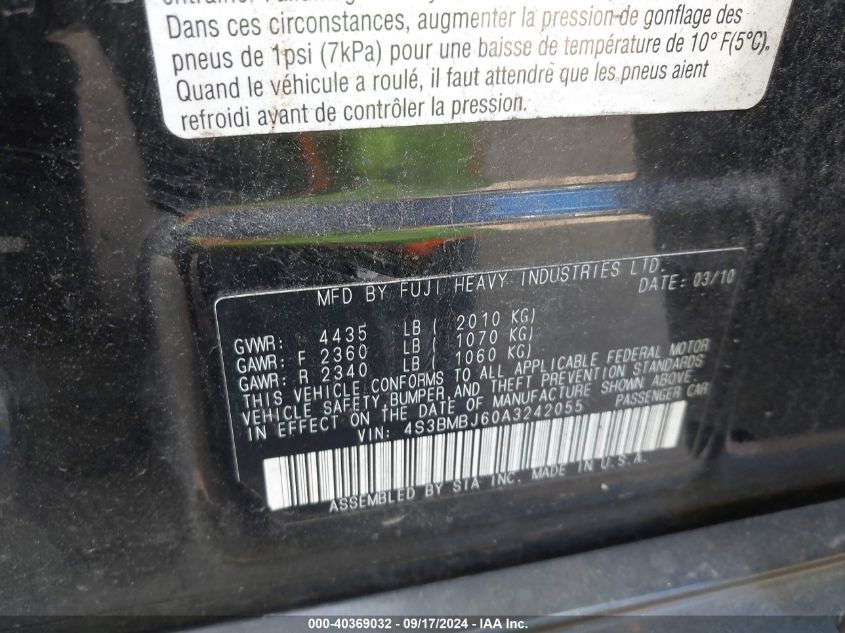 Dans ces circonstances, augmenter la pression de gonflage des
pneus de 1psi (7kPa) pour une baisse de température de 10° F(5°C).
Quand le véhicule a roulé, il faut attendre que les pneus aient
refroidi avant de contrôler la pression.
MFD BY FUJI HEAVY INDUSTRIES LTD.
DATE: 03/10
GVWR: 4435 LB ( 2010 KG)
GAWR: F 2360 LB ( 1070 KG)
GAWR: R 2340 LB ( 1060 KG)
THIS VEHICLE CONFORMS TO ALL APPLICABLE FEDERAL MOTOR
VEHICLE SAFETY, BUMPER, AND THEFT PREVENTION STANDARDS
IN EFFECT ON THE DATE OF MANUFACTURE SHOWN ABOVE.
VIN: 4S3BMBJ60A3242055 PASSENGER CAR
ASSEMBLED BY SIA INC. MADE IN U.S.A.
000-40369032 - 09/17/2024 - IAA Inc.